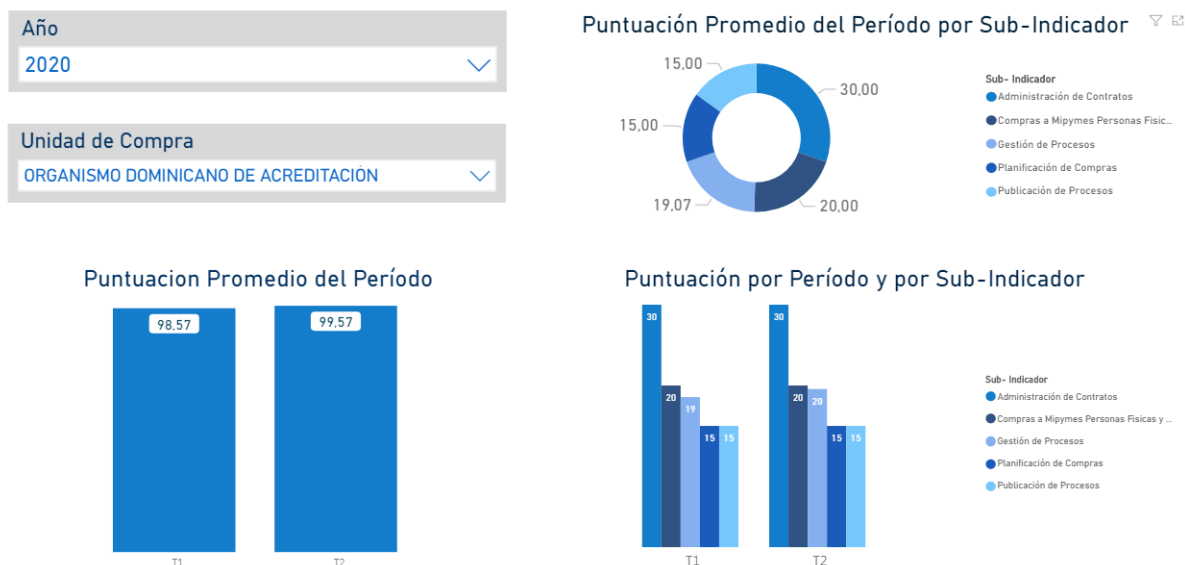 Año
2020
Unidad de Compra
ORGANISMO DOMINICANO DE ACREDITACIÓN
Puntuación Promedio del Período por Sub-Indicador
15,00
30,00
15,00
19,07
20,00
Sub- Indicador
Administración de Contratos
Compras a Mipymes Personas Fisic...
Gestión de Procesos
Planificación de Compras
Publicación de Procesos
Puntuacion Promedio del Período
98,57
99,57
T1
T2
Puntuación por Período y por Sub-Indicador
30
20
19
15
15
30
20
20
15
15
T1
T2
Sub- Indicador
Administración de Contratos
Compras a Mipymes Personas Fisicas y ...
Gestión de Procesos
Planificación de Compras
Publicación de Procesos